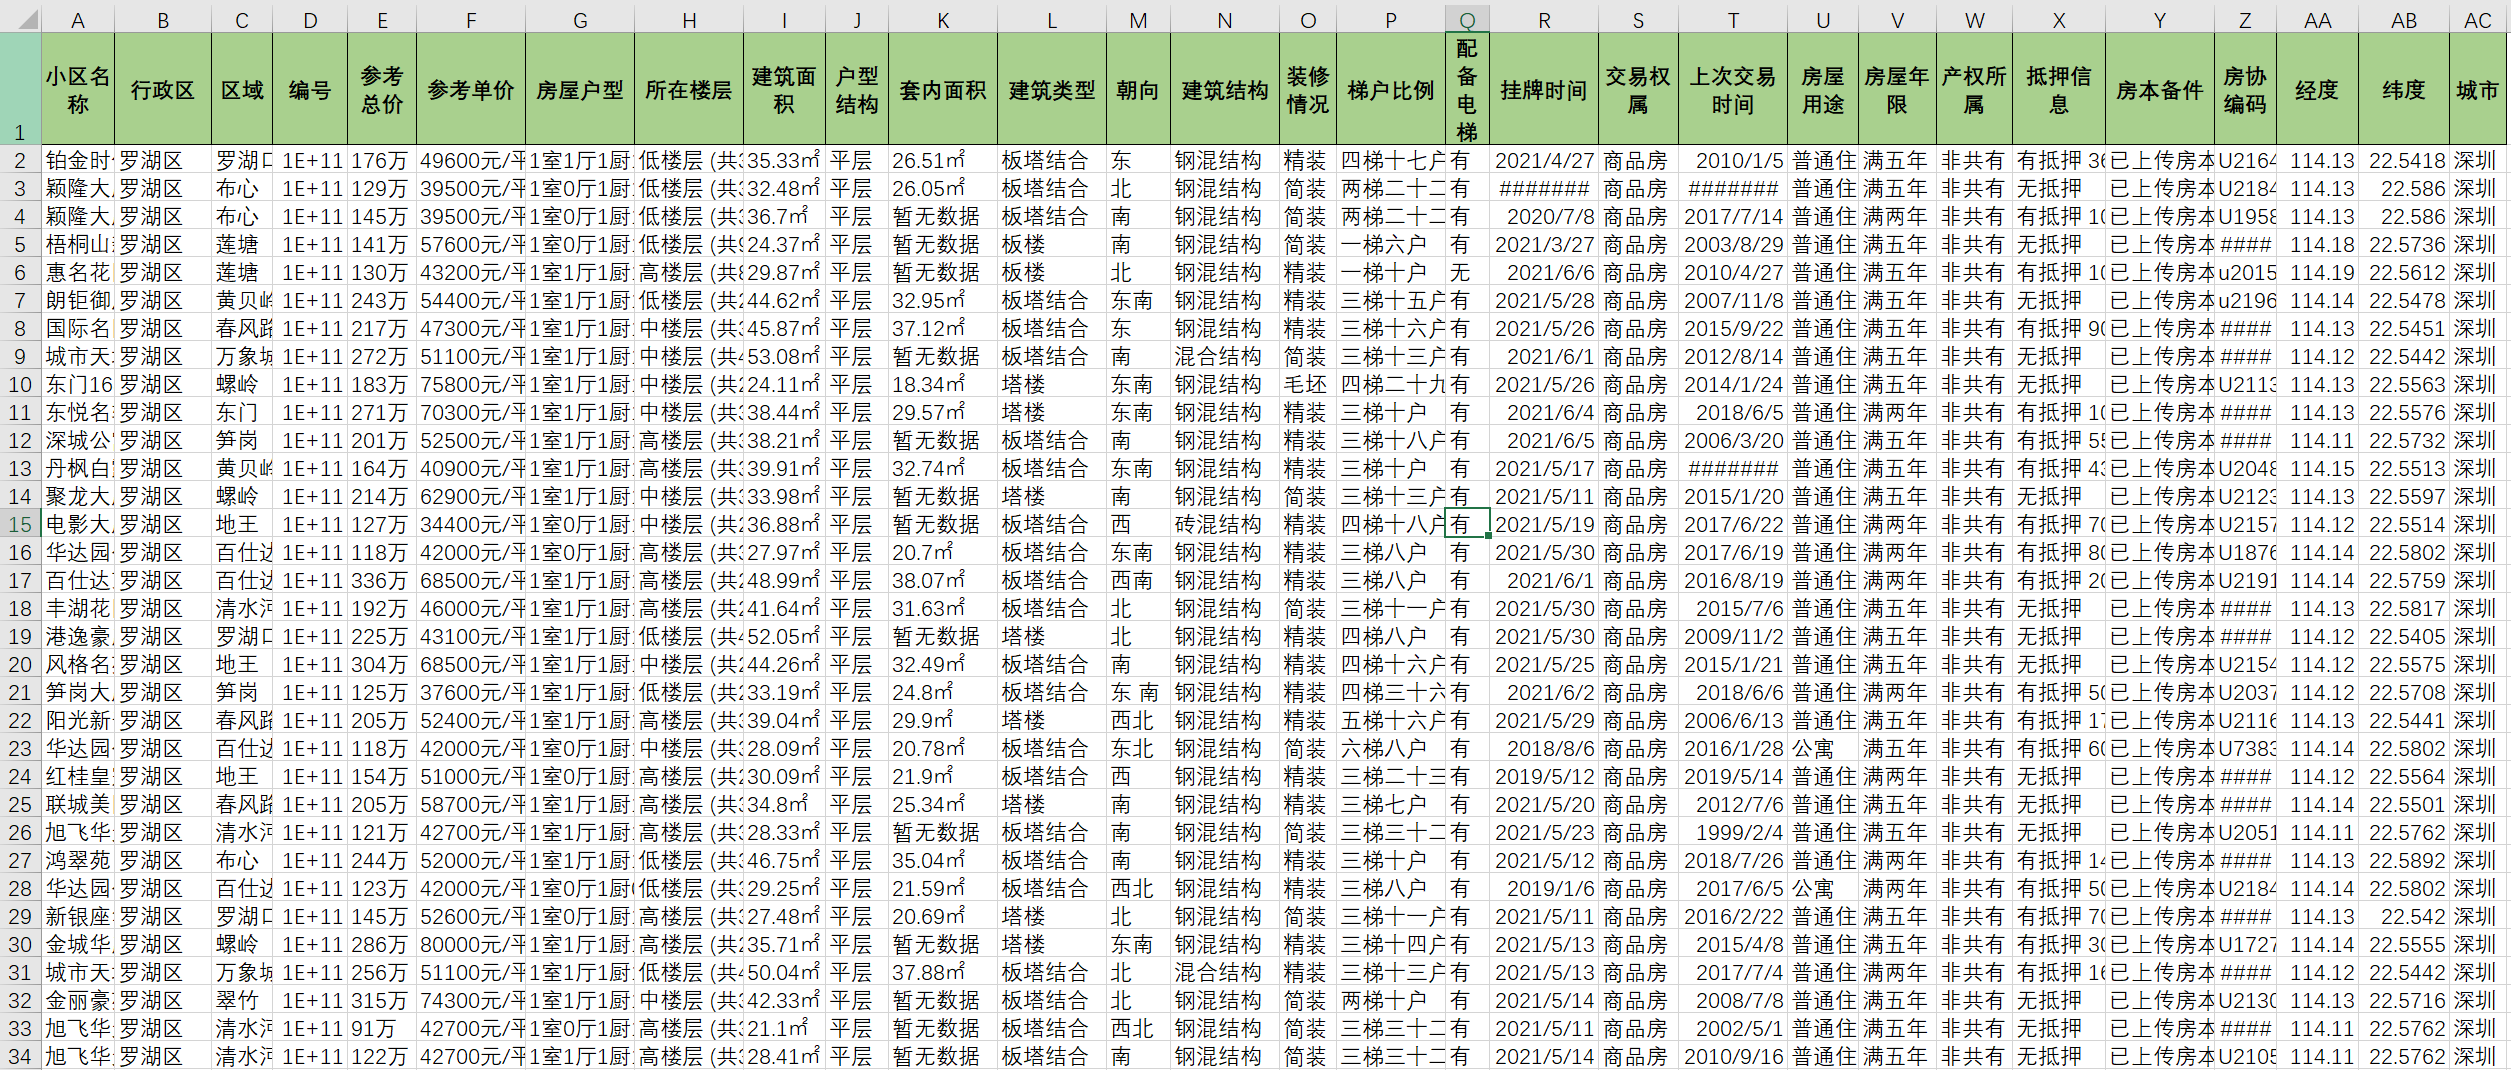 A B C D E F G H I J K L M N O P Q R S T U V W X Y Z AA AB AC
1 小区名称 行政区 区域 编号 参考总价 参考单价 房屋户型 所在楼层 建筑面积 户型结构 套内面积 建筑类型 朝向 建筑结构 装修情况 梯户比例 配备电梯 挂牌时间 交易权属 上次交易时间 房屋用途 房屋年限 产权所属 抵押信息 房本备件 房协编码 经度 纬度 城市
2 铂金时 罗湖区 罗湖口 1E+11 176万 49600元/平 1室1厅1厨 低楼层 (共3 35.33㎡ 平层 26.51㎡ 板塔结合 东 钢混结构 精装 四梯十七户 有 2021/4/27 商品房 2010/1/5 普通住 满五年 非共有 有抵押 36 已上传房本 U2164 114.13 22.5418 深圳
3 颖隆大 罗湖区 布心 1E+11 129万 39500元/平 1室0厅1厨 低楼层 (共3 32.48㎡ 平层 26.05㎡ 板塔结合 北 钢混结构 简装 两梯二十二 有 ####### 商品房 ####### 普通住 满五年 非共有 无抵押 已上传房本 U2184 114.13 22.586 深圳
4 颖隆大 罗湖区 布心 1E+11 145万 39500元/平 1室0厅1厨 低楼层 (共3 36.7㎡ 平层 暂无数据 板塔结合 南 钢混结构 简装 两梯二十二 有 2020/7/8 商品房 2017/7/14 普通住 满两年 非共有 有抵押 10 已上传房本 U1958 114.13 22.586 深圳
5 梧桐山 罗湖区 莲塘 1E+11 141万 57600元/平 1室0厅1厨 低楼层 (共9 24.37㎡ 平层 暂无数据 板楼 南 钢混结构 简装 一梯六户 有 2021/3/27 商品房 2003/8/29 普通住 满五年 非共有 无抵押 已上传房本 #### 114.18 22.5736 深圳
6 惠名花 罗湖区 莲塘 1E+11 130万 43200元/平 1室0厅1厨 高楼层 (共8 29.87㎡ 平层 暂无数据 板楼 北 钢混结构 精装 一梯十户 无 2021/6/6 商品房 2010/4/27 普通住 满五年 非共有 有抵押 10 已上传房本 u2015 114.19 22.5612 深圳
7 朗钜御 罗湖区 黄贝岭 1E+11 243万 54400元/平 1室1厅1厨 低楼层 (共2 44.62㎡ 平层 32.95㎡ 板塔结合 东南 钢混结构 精装 三梯十五户 有 2021/5/28 商品房 2007/11/8 普通住 满五年 非共有 无抵押 已上传房本 u2196 114.14 22.5478 深圳
8 国际名 罗湖区 春风路 1E+11 217万 47300元/平 1室1厅1厨 中楼层 (共3 45.87㎡ 平层 37.12㎡ 板塔结合 东 钢混结构 精装 三梯十六户 有 2021/5/26 商品房 2015/9/22 普通住 满五年 非共有 有抵押 90 已上传房本 #### 114.13 22.5451 深圳
9 城市天 罗湖区 万象城 1E+11 272万 51100元/平 1室1厅1厨 中楼层 (共4 53.08㎡ 平层 暂无数据 板塔结合 南 混合结构 简装 三梯十三户 有 2021/6/1 商品房 2012/8/14 普通住 满五年 非共有 无抵押 已上传房本 #### 114.12 22.5442 深圳
10 东门16 罗湖区 螺岭 1E+11 183万 75800元/平 1室0厅1厨 中楼层 (共2 24.11㎡ 平层 18.34㎡ 塔楼 东南 钢混结构 毛坯 四梯二十九 有 2021/5/26 商品房 2014/1/24 普通住 满五年 非共有 无抵押 已上传房本 U2113 114.13 22.5563 深圳
11 东悦名 罗湖区 东门 1E+11 271万 70300元/平 1室1厅1厨 中楼层 (共3 38.44㎡ 平层 29.57㎡ 塔楼 东南 钢混结构 精装 三梯十户 有 2021/6/4 商品房 2018/6/5 普通住 满两年 非共有 有抵押 10 已上传房本 #### 114.13 22.5576 深圳
12 深城公 罗湖区 笋岗 1E+11 201万 52500元/平 1室1厅1厨 高楼层 (共3 38.21㎡ 平层 暂无数据 板塔结合 南 钢混结构 精装 三梯十八户 有 2021/6/5 商品房 2006/3/20 普通住 满五年 非共有 有抵押 55 已上传房本 #### 114.11 22.5732 深圳
13 丹枫白 罗湖区 黄贝岭 1E+11 164万 40900元/平 1室1厅1厨 高楼层 (共3 39.91㎡ 平层 32.74㎡ 板塔结合 东南 钢混结构 精装 三梯十户 有 2021/5/17 商品房 ####### 普通住 满五年 非共有 有抵押 43 已上传房本 U2048 114.15 22.5513 深圳
14 聚龙大 罗湖区 螺岭 1E+11 214万 62900元/平 1室1厅1厨 中楼层 (共3 33.98㎡ 平层 暂无数据 塔楼 南 钢混结构 简装 三梯十三户 有 2021/5/11 商品房 2015/1/20 普通住 满五年 非共有 无抵押 已上传房本 U2123 114.13 22.5597 深圳
15 电影大 罗湖区 地王 1E+11 127万 34400元/平 1室0厅1厨 中楼层 (共2 36.88㎡ 平层 暂无数据 板塔结合 西 砖混结构 精装 四梯十八户 有 2021/5/19 商品房 2017/6/22 普通住 满两年 非共有 有抵押 70 已上传房本 U2157 114.12 22.5514 深圳
16 华达园 罗湖区 百仕达 1E+11 118万 42000元/平 1室0厅1厨 高楼层 (共3 27.97㎡ 平层 20.7㎡ 板塔结合 东南 钢混结构 精装 三梯八户 有 2021/5/30 商品房 2017/6/19 普通住 满两年 非共有 有抵押 80 已上传房本 U1876 114.14 22.5802 深圳
17 百仕达 罗湖区 百仕达 1E+11 336万 68500元/平 1室1厅1厨 高楼层 (共2 48.99㎡ 平层 38.07㎡ 板塔结合 西南 钢混结构 精装 三梯八户 有 2021/6/1 商品房 2016/8/19 普通住 满两年 非共有 有抵押 20 已上传房本 U2191 114.14 22.5759 深圳
18 丰湖花 罗湖区 清水河 1E+11 192万 46000元/平 1室1厅1厨 高楼层 (共2 41.64㎡ 平层 31.63㎡ 板塔结合 北 钢混结构 简装 三梯十一户 有 2021/5/30 商品房 2015/7/6 普通住 满五年 非共有 无抵押 已上传房本 #### 114.13 22.5817 深圳
19 港逸豪 罗湖区 罗湖口 1E+11 225万 43100元/平 1室1厅1厨 低楼层 (共4 52.05㎡ 平层 暂无数据 塔楼 北 钢混结构 精装 四梯八户 有 2021/5/30 商品房 2009/11/2 普通住 满五年 非共有 无抵押 已上传房本 #### 114.12 22.5405 深圳
20 风格名 罗湖区 地王 1E+11 304万 68500元/平 1室1厅1厨 中楼层 (共2 44.26㎡ 平层 32.49㎡ 板塔结合 南 钢混结构 精装 四梯十六户 有 2021/5/25 商品房 2015/1/21 普通住 满五年 非共有 无抵押 已上传房本 U2154 114.12 22.5575 深圳
21 笋岗大 罗湖区 笋岗 1E+11 125万 37600元/平 1室1厅1厨 低楼层 (共2 33.19㎡ 平层 24.8㎡ 板塔结合 东 南 钢混结构 精装 四梯三十六 有 2021/6/2 商品房 2018/6/6 普通住 满两年 非共有 有抵押 50 已上传房本 U2037 114.12 22.5708 深圳
22 阳光新 罗湖区 春风路 1E+11 205万 52400元/平 1室1厅1厨 高楼层 (共3 39.04㎡ 平层 29.9㎡ 塔楼 西北 钢混结构 精装 五梯十六户 有 2021/5/29 商品房 2006/6/13 普通住 满五年 非共有 有抵押 17 已上传房本 U2116 114.13 22.5441 深圳
23 华达园 罗湖区 百仕达 1E+11 118万 42000元/平 1室0厅1厨 中楼层 (共3 28.09㎡ 平层 20.78㎡ 板塔结合 东北 钢混结构 简装 六梯八户 有 2018/8/6 商品房 2016/1/28 公寓 满五年 非共有 有抵押 60 已上传房本 U7383 114.14 22.5802 深圳
24 红桂皇 罗湖区 地王 1E+11 154万 51000元/平 1室0厅1厨 高楼层 (共2 30.09㎡ 平层 21.9㎡ 板塔结合 西 钢混结构 精装 三梯二十三 有 2019/5/12 商品房 2019/5/14 普通住 满两年 非共有 无抵押 已上传房本 #### 114.12 22.5564 深圳
25 联城美 罗湖区 春风路 1E+11 205万 58700元/平 1室1厅1厨 高楼层 (共3 34.8㎡ 平层 25.34㎡ 塔楼 南 钢混结构 精装 三梯七户 有 2021/5/20 商品房 2012/7/6 普通住 满五年 非共有 无抵押 已上传房本 #### 114.14 22.5501 深圳
26 旭飞华 罗湖区 清水河 1E+11 121万 42700元/平 1室1厅1厨 高楼层 (共3 28.33㎡ 平层 暂无数据 板塔结合 南 钢混结构 简装 三梯三十二 有 2021/5/23 商品房 1999/2/4 普通住 满五年 非共有 无抵押 已上传房本 U2051 114.11 22.5762 深圳
27 鸿翠苑 罗湖区 布心 1E+11 244万 52000元/平 1室1厅1厨 低楼层 (共3 46.75㎡ 平层 35.04㎡ 板塔结合 南 钢混结构 精装 三梯十户 有 2021/5/12 商品房 2018/7/26 普通住 满两年 非共有 有抵押 14 已上传房本 #### 114.13 22.5892 深圳
28 华达园 罗湖区 百仕达 1E+11 123万 42000元/平 1室0厅1厨 低楼层 (共3 29.25㎡ 平层 21.59㎡ 板塔结合 西北 钢混结构 精装 三梯八户 有 2019/1/6 商品房 2017/6/5 公寓 满两年 非共有 有抵押 50 已上传房本 U2184 114.14 22.5802 深圳
29 新银座 罗湖区 罗湖口 1E+11 145万 52600元/平 1室0厅1厨 低楼层 (共3 27.48㎡ 平层 20.69㎡ 塔楼 北 钢混结构 简装 三梯十一户 有 2021/5/11 商品房 2016/2/22 普通住 满五年 非共有 有抵押 70 已上传房本 #### 114.13 22.542 深圳
30 金城华 罗湖区 螺岭 1E+11 286万 80000元/平 1室1厅1厨 高楼层 (共2 35.71㎡ 平层 暂无数据 塔楼 东南 钢混结构 精装 三梯十四户 有 2021/5/13 商品房 2015/4/8 普通住 满五年 非共有 有抵押 30 已上传房本 U1727 114.14 22.5555 深圳
31 城市天 罗湖区 万象城 1E+11 256万 51100元/平 1室1厅1厨 低楼层 (共4 50.04㎡ 平层 37.88㎡ 板塔结合 北 混合结构 精装 三梯十三户 有 2021/5/13 商品房 2017/7/4 普通住 满两年 非共有 有抵押 16 已上传房本 #### 114.12 22.5442 深圳
32 金丽豪 罗湖区 翠竹 1E+11 315万 74300元/平 1室1厅1厨 中楼层 (共3 42.33㎡ 平层 暂无数据 板塔结合 北 钢混结构 简装 两梯十户 有 2021/5/14 商品房 2008/7/8 普通住 满五年 非共有 无抵押 已上传房本 U2130 114.13 22.5716 深圳
33 旭飞华 罗湖区 清水河 1E+11 91万 42700元/平 1室0厅1厨 高楼层 (共3 21.1㎡ 平层 暂无数据 板塔结合 西北 钢混结构 简装 三梯三十二 有 2021/5/11 商品房 2002/5/1 普通住 满五年 非共有 无抵押 已上传房本 #### 114.11 22.5762 深圳
34 旭飞华 罗湖区 清水河 1E+11 122万 42700元/平 1室1厅1厨 高楼层 (共3 28.41㎡ 平层 暂无数据 板塔结合 南 钢混结构 简装 三梯三十二 有 2021/5/14 商品房 2010/9/16 普通住 满五年 非共有 无抵押 已上传房本 U2105 114.11 22.5762 深圳